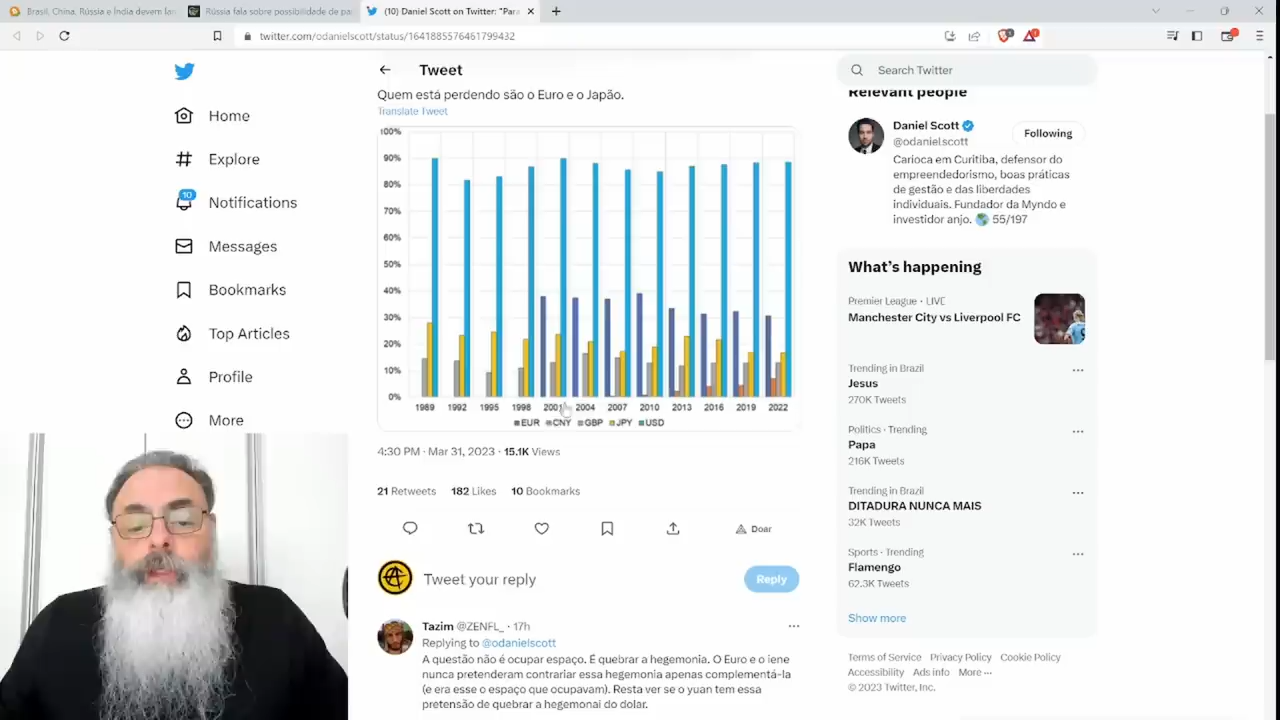 Brasil, China, Rússia e Índia devem lan
Rússia fala sobre possibilidade de pa
(10) Daniel Scott on Twitter: "Para
twitter.com/odanielscott/status/1641885576461799432
Home
Explore
10
Notifications
Messages
Bookmarks
Top Articles
Profile
More
Tweet
Quem está perdendo são o Euro e o Japão.
Translate Tweet
100%
90%
80%
70%
60%
50%
40%
30%
20%
10%
0%
1989 1992 1995 1998 2001 2004 2007 2010 2013 2016 2019 2022
EUR CNY GBP JPY USD
4:30 PM · Mar 31, 2023 · 15.1K Views
21 Retweets 182 Likes 10 Bookmarks
Doar
Tweet your reply
Reply
Tazim @ZENFL_ · 17h
Replying to @odanielscott
A questão não é ocupar espaço. É quebrar a hegemonia. O Euro e o iene
nunca pretenderam contrariar essa hegemonia apenas complementá-la
(e era esse o espaço que ocupavam). Resta ver se o yuan tem essa
pretensão de quebrar a hegemonai do dolar.
Search Twitter
Relevant people
Daniel Scott
@odanielscott
Following
Carioca em Curitiba, defensor do
empreendedorismo, boas práticas
de gestão e das liberdades
individuais. Fundador da Myndo e
investidor anjo. 55/197
What's happening
Premier League · LIVE
Manchester City vs Liverpool FC
Trending in Brazil
Jesus
270K Tweets
Politics · Trending
Papa
216K Tweets
Trending in Brazil
DITADURA NUNCA MAIS
32K Tweets
Sports · Trending
Flamengo
62.3K Tweets
Show more
Terms of Service Privacy Policy Cookie Policy
Accessibility Ads info More
© 2023 Twitter, Inc.